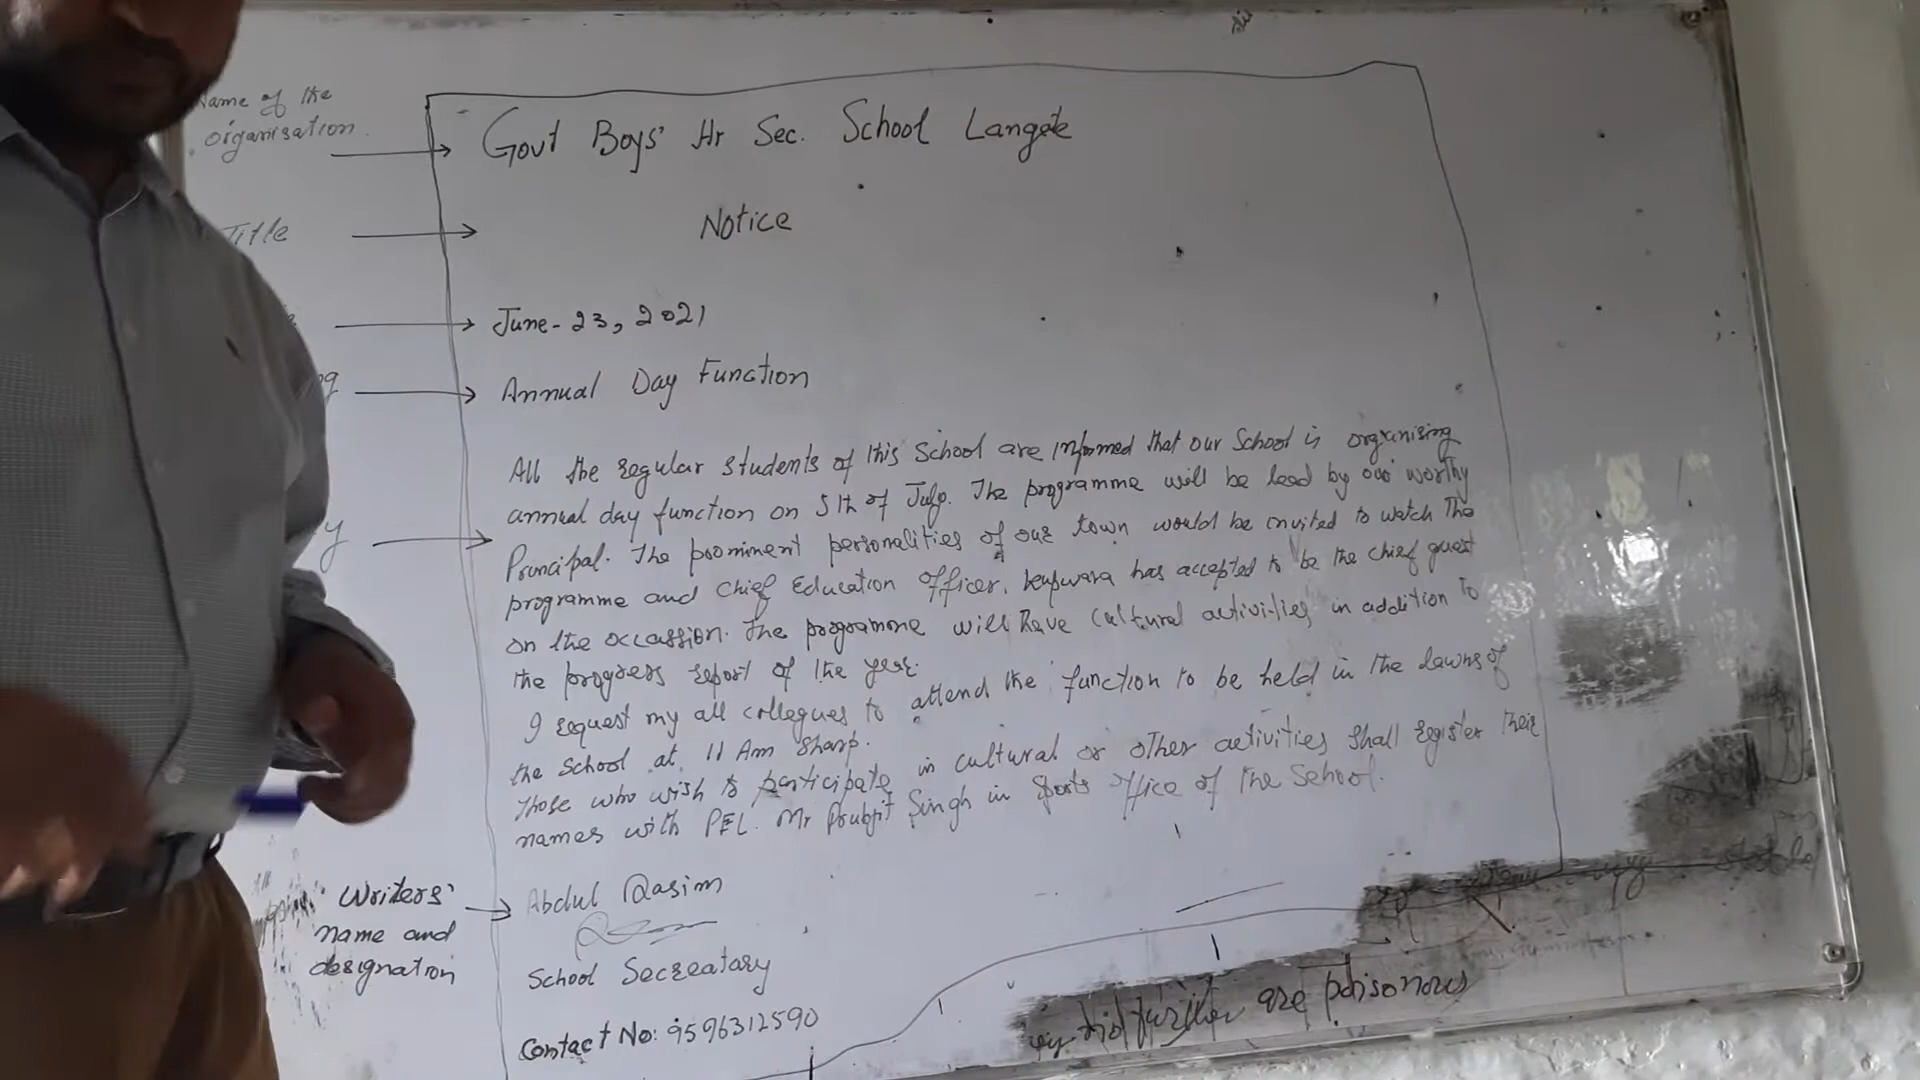 Name of the
organisation.
Govt Boys' Hr Sec. School Langate
Title
Notice
June-23, 2021
Annual Day Function
All the regular students of this School are informed that our School is organising
annual day function on 5th of July. The programme will be lead by our worthy
Principal. The prominent personalities of our town would be invited to watch the
programme and Chief Education Officer, kupwara has accepted to be the chief guest
on the occassion. The programme will have cultural activities in addition to
the progress report of the year.
I request my all collegues to attend the function to be held in the lawns of
the School at 11 Am sharp.
Those who wish to participate in cultural or other activities shall register their
names with PEL. Mr Prubjit Singh in sports office of the School.
Writers'
name and
designation
Abdul Qasim
School Secreatary
Contact No: 9596312590
are poisonous